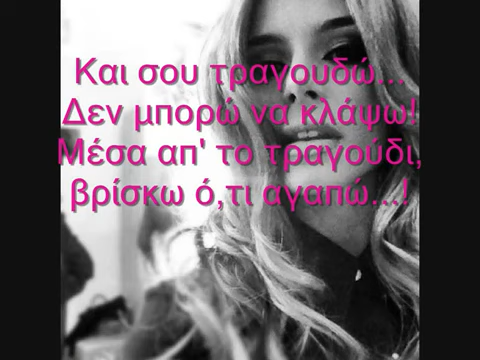 Και σου τραγουδώ...
Δεν μπορώ να κλάψω!
Μέσα απ' το τραγούδι,
βρίσκω ό,τι αγαπώ...!